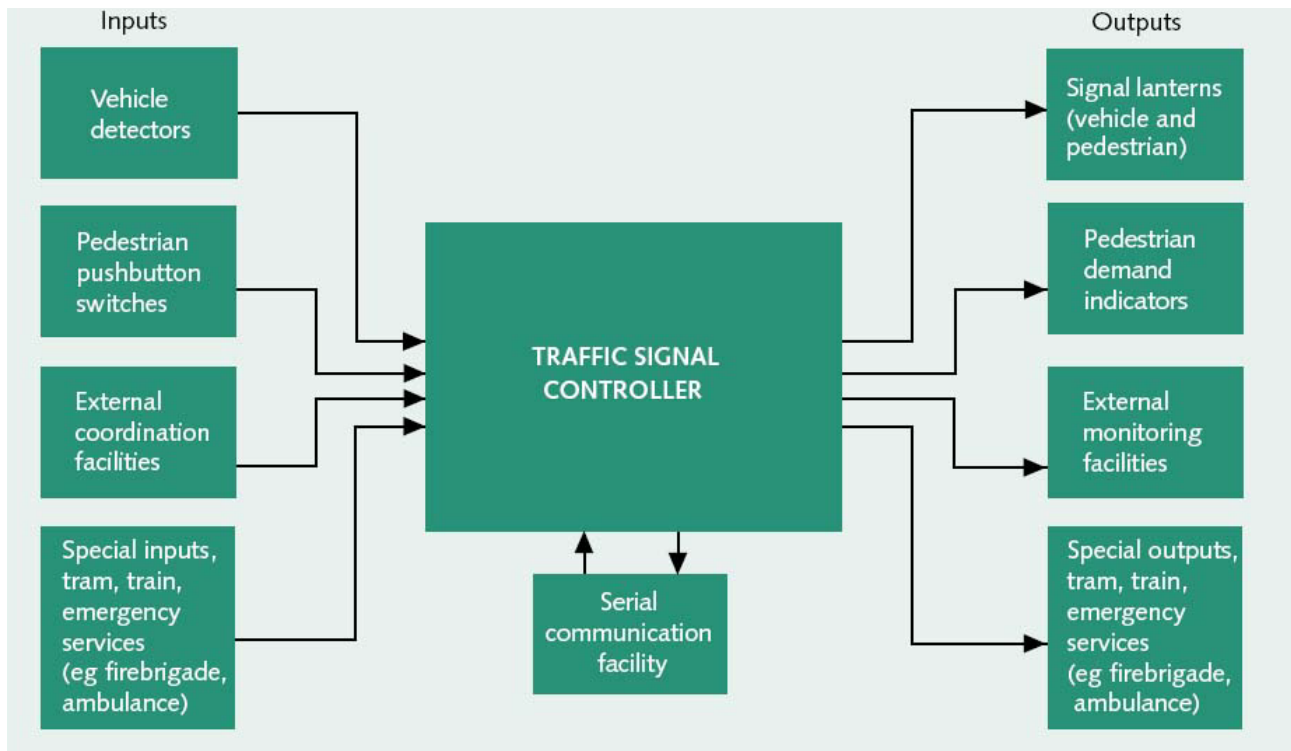 Inputs
Vehicle
detectors
Pedestrian
pushbutton
switches
External
coordination
facilities
Special inputs,
tram, train,
emergency
services
(eg firebrigade,
ambulance)
TRAFFIC SIGNAL
CONTROLLER
Serial
communication
facility
Outputs
Signal lanterns
(vehicle and
pedestrian)
Pedestrian
demand
indicators
External
monitoring
facilities
Special outputs,
tram, train,
emergency
services
(eg firebrigade,
ambulance)